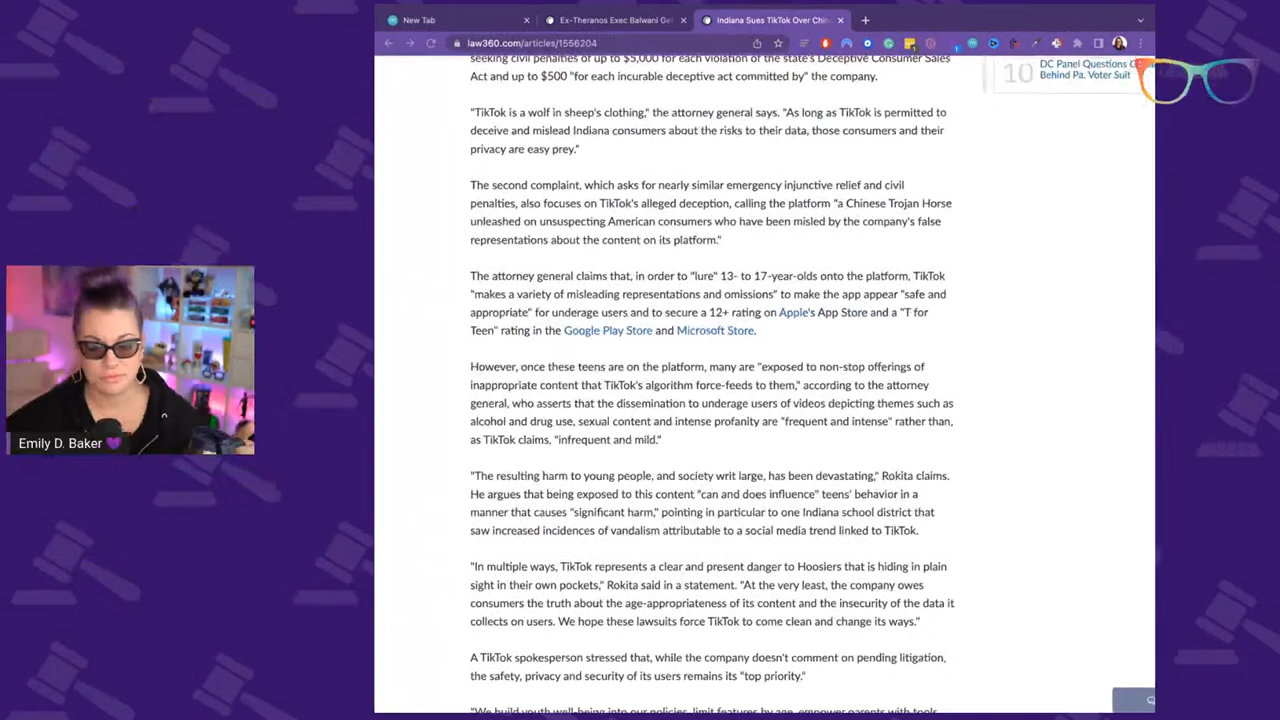 New Tab
Ex-Theranos Exec Balwani Ge
Indiana Sues TikTok Over Chin
law360.com/articles/1556204
seeking civil penalties of up to $5,000 for each violation of the state's Deceptive Consumer Sales
Act and up to $500 "for each incurable deceptive act committed by" the company.
10
DC Panel Questions
Behind Pa. Voter Suit
"TikTok is a wolf in sheep's clothing," the attorney general says. "As long as TikTok is permitted to
deceive and mislead Indiana consumers about the risks to their data, those consumers and their
privacy are easy prey."
The second complaint, which asks for nearly similar emergency injunctive relief and civil
penalties, also focuses on TikTok's alleged deception, calling the platform "a Chinese Trojan Horse
unleashed on unsuspecting American consumers who have been misled by the company's false
representations about the content on its platform."
The attorney general claims that, in order to "lure" 13- to 17-year-olds onto the platform, TikTok
"makes a variety of misleading representations and omissions" to make the app appear "safe and
appropriate" for underage users and to secure a 12+ rating on Apple's App Store and a "T for
Teen" rating in the Google Play Store and Microsoft Store.
However, once these teens are on the platform, many are "exposed to non-stop offerings of
inappropriate content that TikTok's algorithm force-feeds to them," according to the attorney
general, who asserts that the dissemination to underage users of videos depicting themes such as
alcohol and drug use, sexual content and intense profanity are "frequent and intense" rather than,
as TikTok claims, "infrequent and mild."
"The resulting harm to young people, and society writ large, has been devastating," Rokita claims.
He argues that being exposed to this content "can and does influence" teens' behavior in a
manner that causes "significant harm," pointing in particular to one Indiana school district that
saw increased incidences of vandalism attributable to a social media trend linked to TikTok.
"In multiple ways, TikTok represents a clear and present danger to Hoosiers that is hiding in plain
sight in their own pockets," Rokita said in a statement. "At the very least, the company owes
consumers the truth about the age-appropriateness of its content and the insecurity of the data it
collects on users. We hope these lawsuits force TikTok to come clean and change its ways."
A TikTok spokesperson stressed that, while the company doesn't comment on pending litigation,
the safety, privacy and security of its users remains its "top priority."
"We build youth well-being into our policies, limit features by age, empower parents with tools
Emily D. Baker 💜